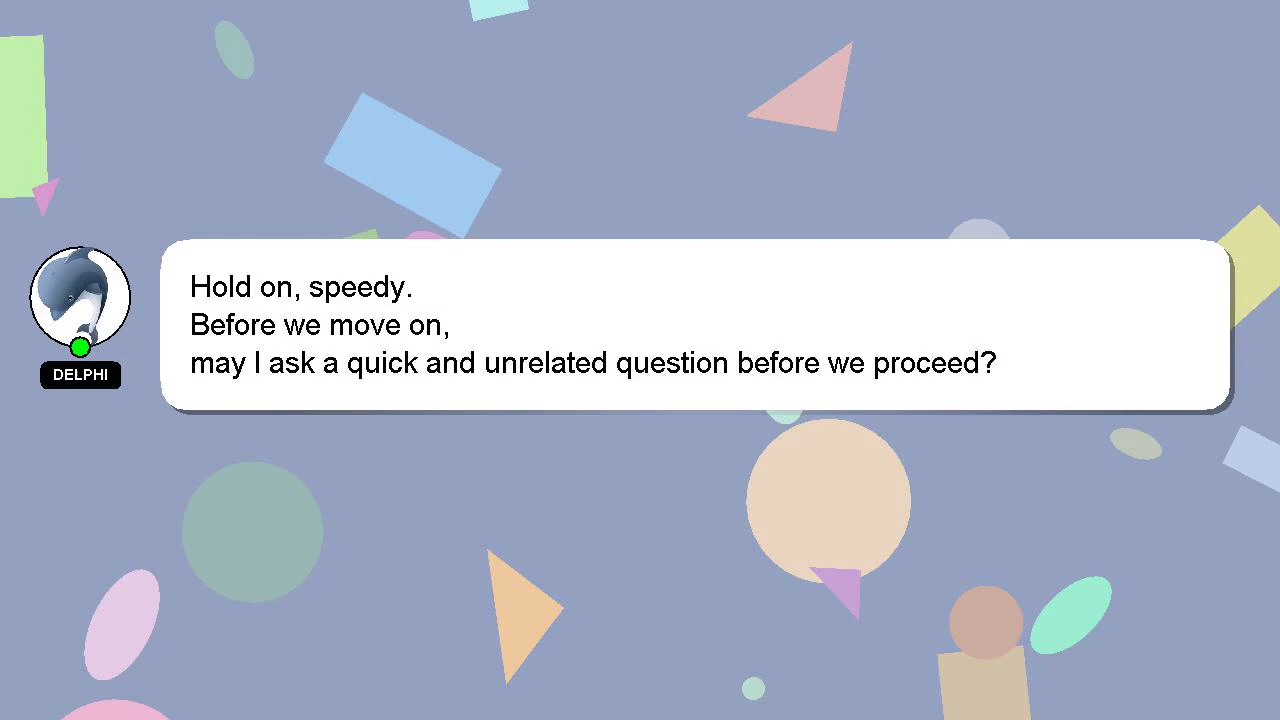 Hold on, speedy.
Before we move on,
may I ask a quick and unrelated question before we proceed?
DELPHI